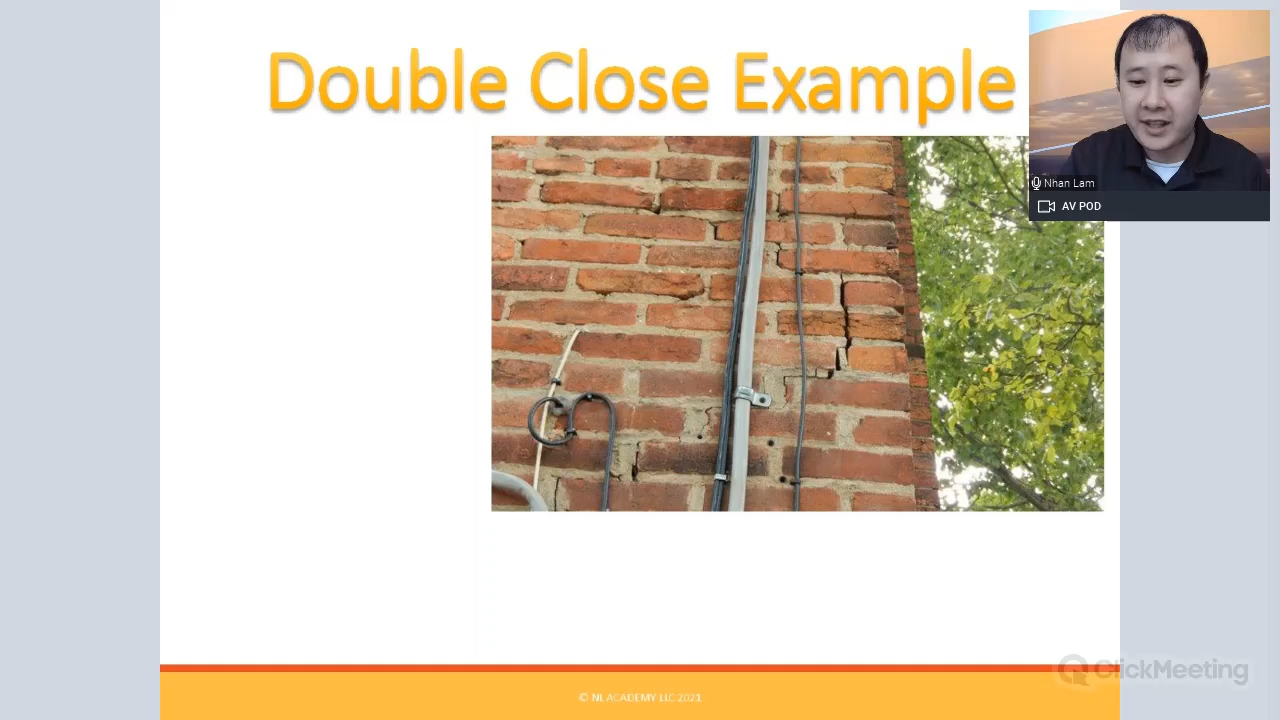 Double Close Example
Nhan Lam
AV POD
ClickMeeting
© NL ACADEMY LLC 2021